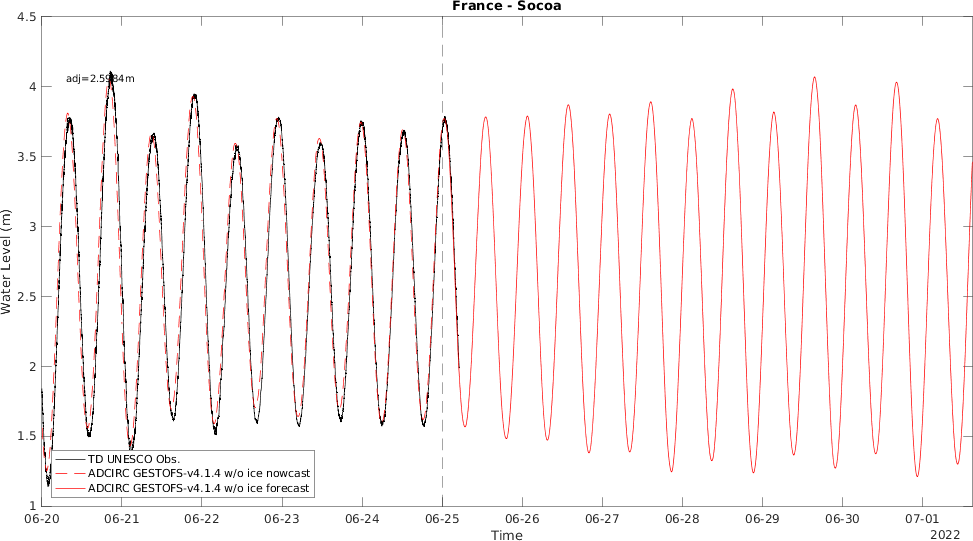 France - Socoa
adj=2.5984m
Water Level (m)
4.5
4
3.5
3
2.5
2
1.5
1
TD UNESCO Obs.
ADCIRC GESTOFS-v4.1.4 w/o ice nowcast
ADCIRC GESTOFS-v4.1.4 w/o ice forecast
06-20 06-21 06-22 06-23 06-24 06-25 06-26 06-27 06-28 06-29 06-30 07-01
2022
Time